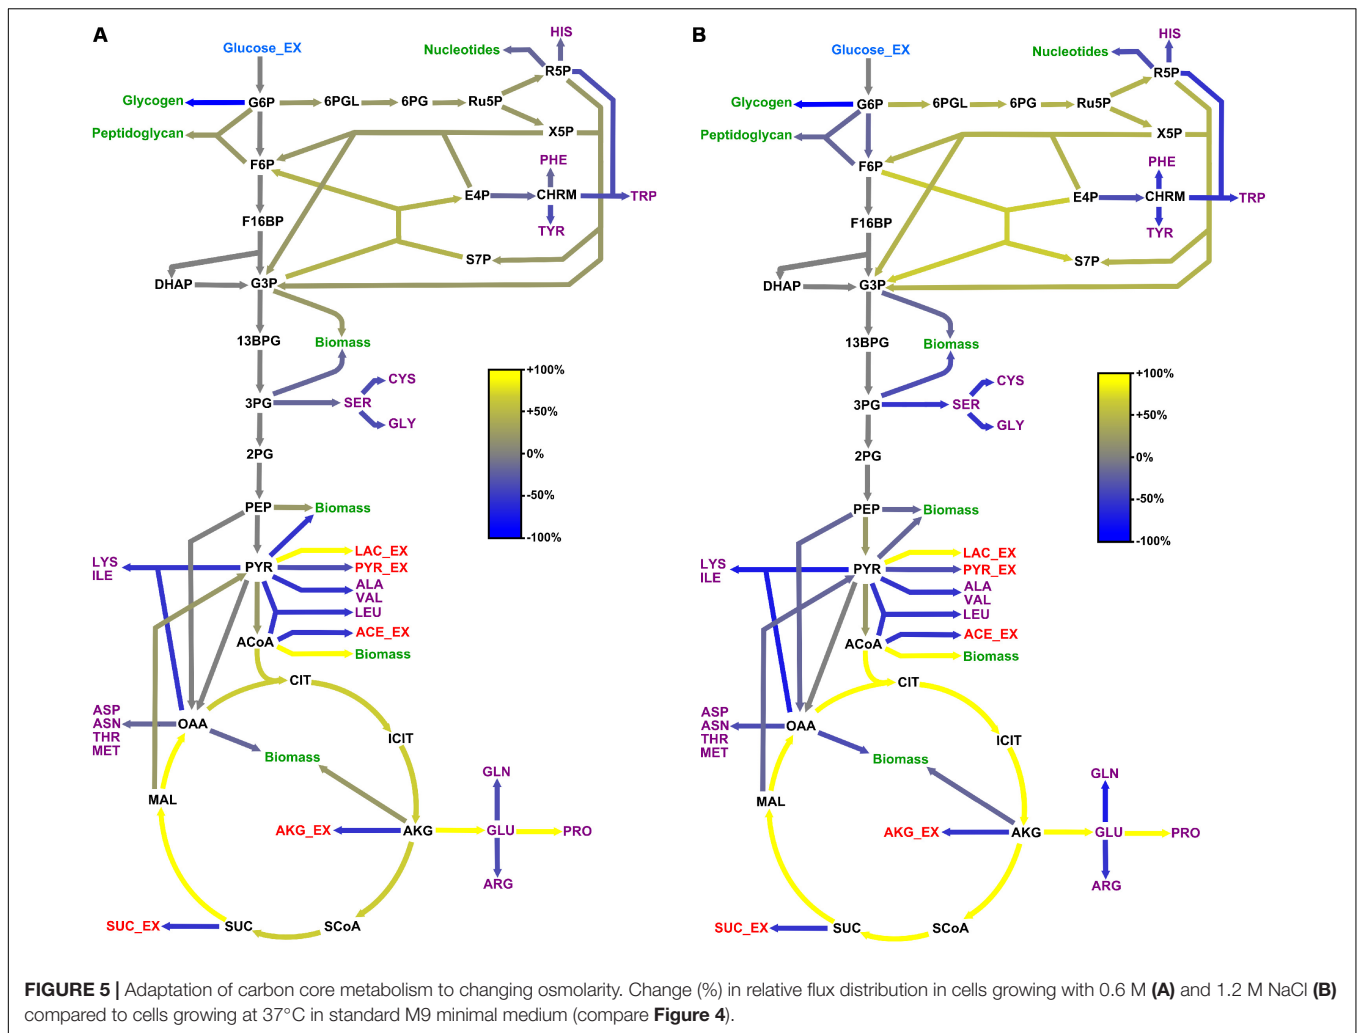 A
Glucose_EX
Nucleotides
HIS
R5P
Glycogen
G6P
6PGL
6PG
Ru5P
Peptidoglycan
X5P
F6P
PHE
E4P
CHRM
TRP
F16BP
TYR
S7P
DHAP
G3P
13BPG
Biomass
+100%
CYS
3PG
SER
+50%
GLY
2PG
0%
-50%
PEP
Biomass
-100%
LAC_EX
LYS
PYR
PYR_EX
ILE
ALA
VAL
LEU
ACE_EX
ACoA
Biomass
CIT
ASP
ASN
OAA
THR
ICIT
MET
Biomass
GLN
MAL
AKG_EX
AKG
GLU
PRO
ARG
SUC_EX
SUC
SCoA
B
Glucose_EX
Nucleotides
HIS
R5P
Glycogen
G6P
6PGL
6PG
Ru5P
Peptidoglycan
X5P
F6P
PHE
E4P
CHRM
TRP
F16BP
TYR
S7P
DHAP
G3P
13BPG
Biomass
+100%
CYS
3PG
SER
+50%
GLY
2PG
0%
-50%
PEP
Biomass
-100%
LAC_EX
LYS
PYR
PYR_EX
ILE
ALA
VAL
LEU
ACE_EX
ACoA
Biomass
CIT
ASP
ASN
OAA
THR
ICIT
MET
Biomass
GLN
MAL
AKG_EX
AKG
GLU
PRO
ARG
SUC_EX
SUC
SCoA
FIGURE 5 | Adaptation of carbon core metabolism to changing osmolarity. Change (%) in relative flux distribution in cells growing with 0.6 M (A) and 1.2 M NaCl (B)
compared to cells growing at 37°C in standard M9 minimal medium (compare Figure 4).